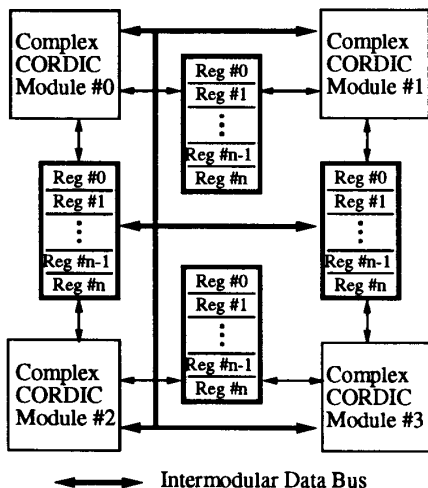 Complex
CORDIC
Module #0
Complex
CORDIC
Module #1
Reg #0
Reg #1
Reg #n-1
Reg #n
Reg #0
Reg #1
Reg #n-1
Reg #n
Reg #0
Reg #1
Reg #n-1
Reg #n
Reg #0
Reg #1
Reg #n-1
Reg #n
Complex
CORDIC
Module #2
Complex
CORDIC
Module #3
Intermodular Data Bus